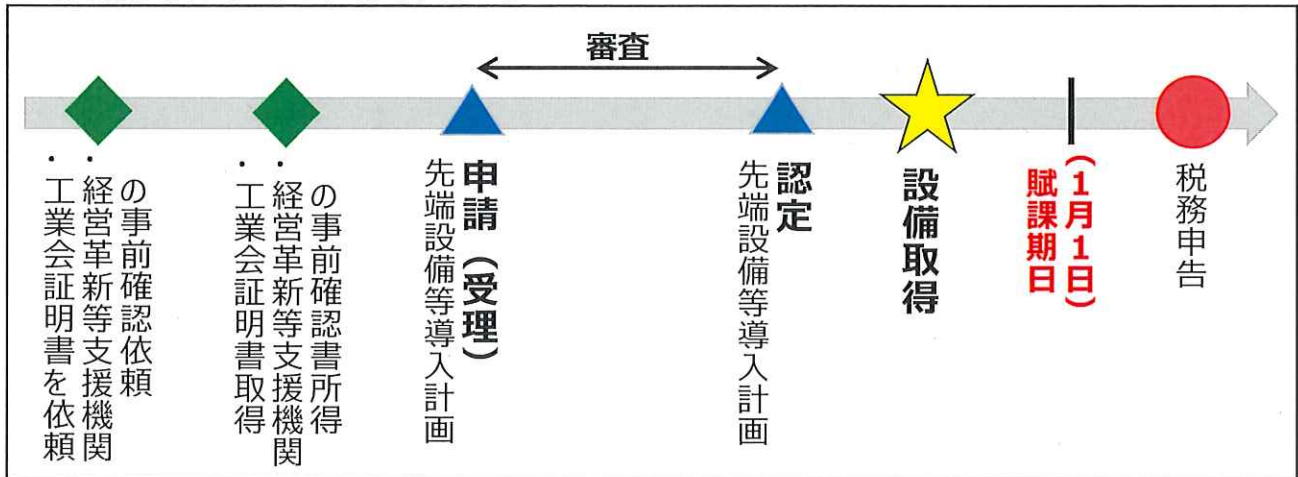 審査
・工業会証明書を依頼
・経営革新等支援機関
の事前確認依頼
・工業会証明書取得
・経営革新等支援機関
の事前確認書所得
先端設備等導入計画
申請（受理）
先端設備等導入計画
認定
設備取得
賦課期日
（1月1日）
税務申告